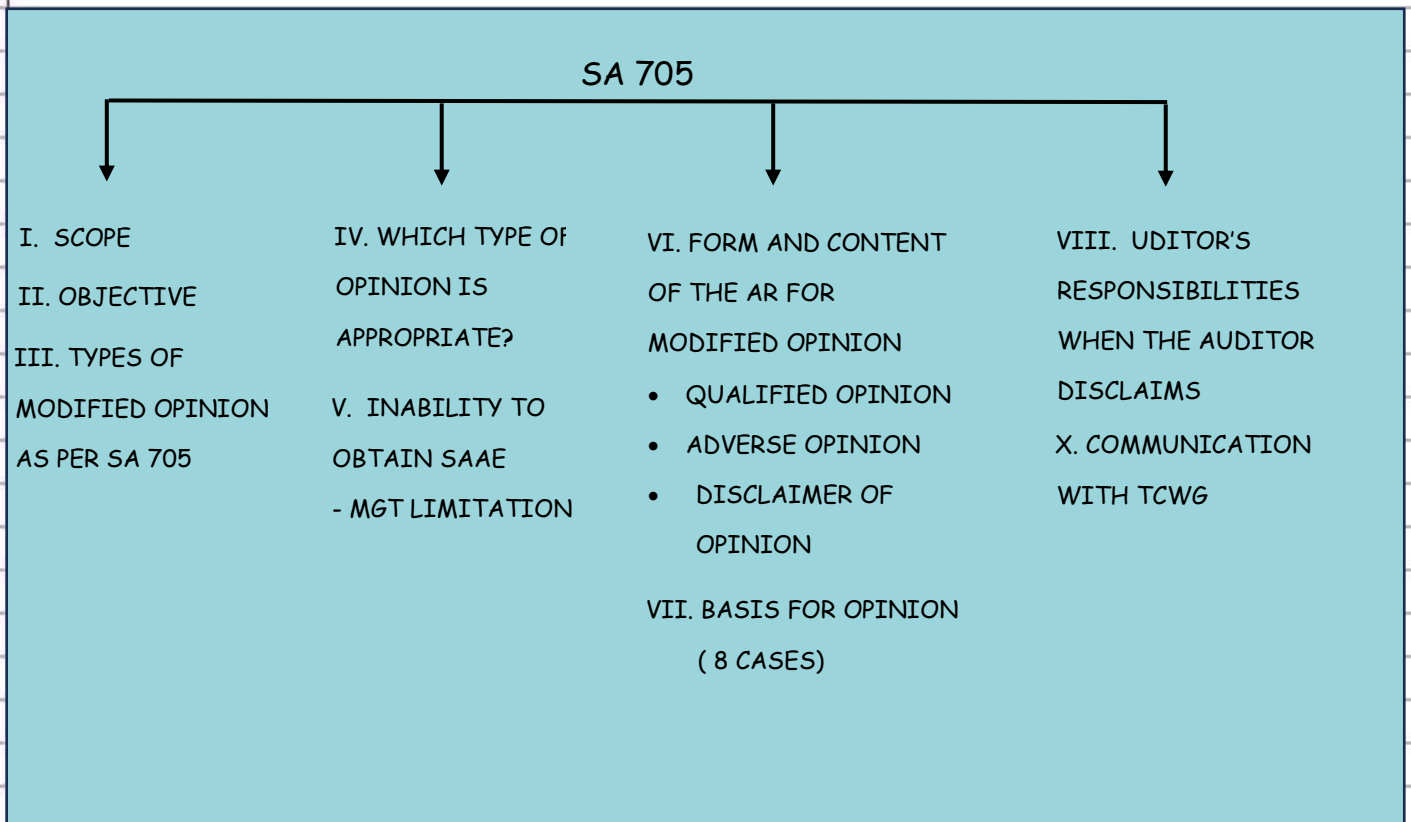 SA 705
I. SCOPE
II. OBJECTIVE
III. TYPES OF
MODIFIED OPINION
AS PER SA 705
IV. WHICH TYPE OF
OPINION IS
APPROPRIATE?
V. INABILITY TO
OBTAIN SAAE
- MGT LIMITATION
VI. FORM AND CONTENT
OF THE AR FOR
MODIFIED OPINION
• QUALIFIED OPINION
• ADVERSE OPINION
• DISCLAIMER OF
OPINION
VII. BASIS FOR OPINION
( 8 CASES)
VIII. UDITOR'S
RESPONSIBILITIES
WHEN THE AUDITOR
DISCLAIMS
X. COMMUNICATION
WITH TCWG